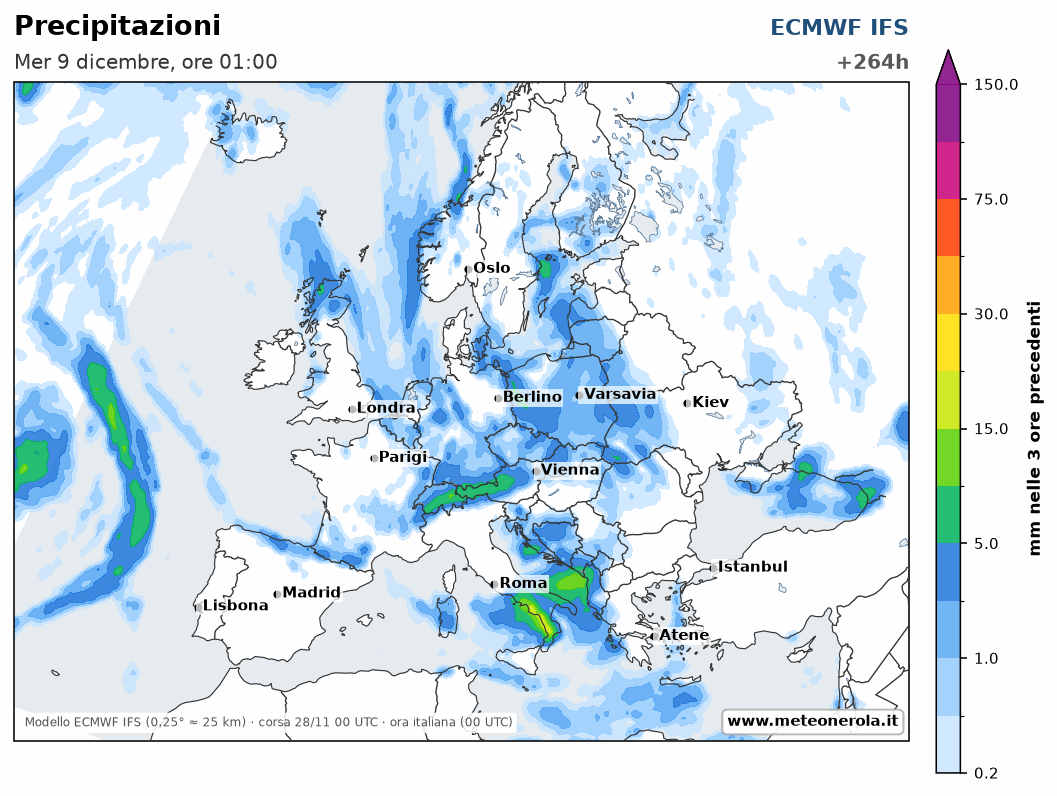 Precipitazioni
ECMWF IFS
Mer 9 dicembre, ore 01:00
+264h
150.0
75.0
30.0
15.0
5.0
1.0
0.2
mm nelle 3 ore precedenti
Oslo
Londra
Berlino
Varsavia
Kiev
Parigi
Vienna
Istanbul
Roma
Madrid
Lisbona
Atene
Modello ECMWF IFS (0,25° ≈ 25 km) · corsa 28/11 00 UTC · ora italiana (00 UTC)
www.meteonerola.it